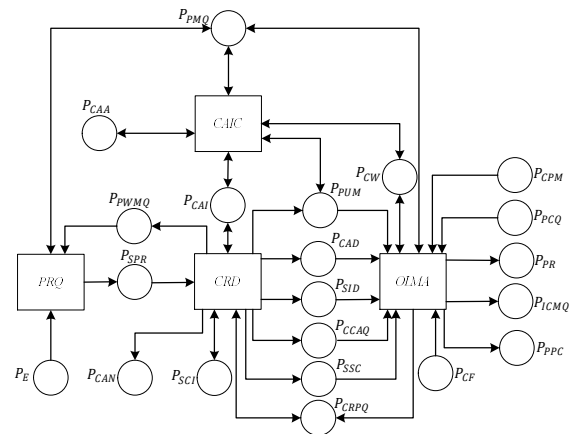 P_PMQ
CAIC
P_CAA
P_CW
P_CAI
P_PUM
P_CPM
P_PWMQ
P_PCQ
P_CAD
P_SPR
PRQ
CRD
OLMA
P_PR
P_SID
P_ICMQ
P_CCAQ
P_PPC
P_SSC
P_E
P_CAN
P_SCI
P_CF
P_CRPQ